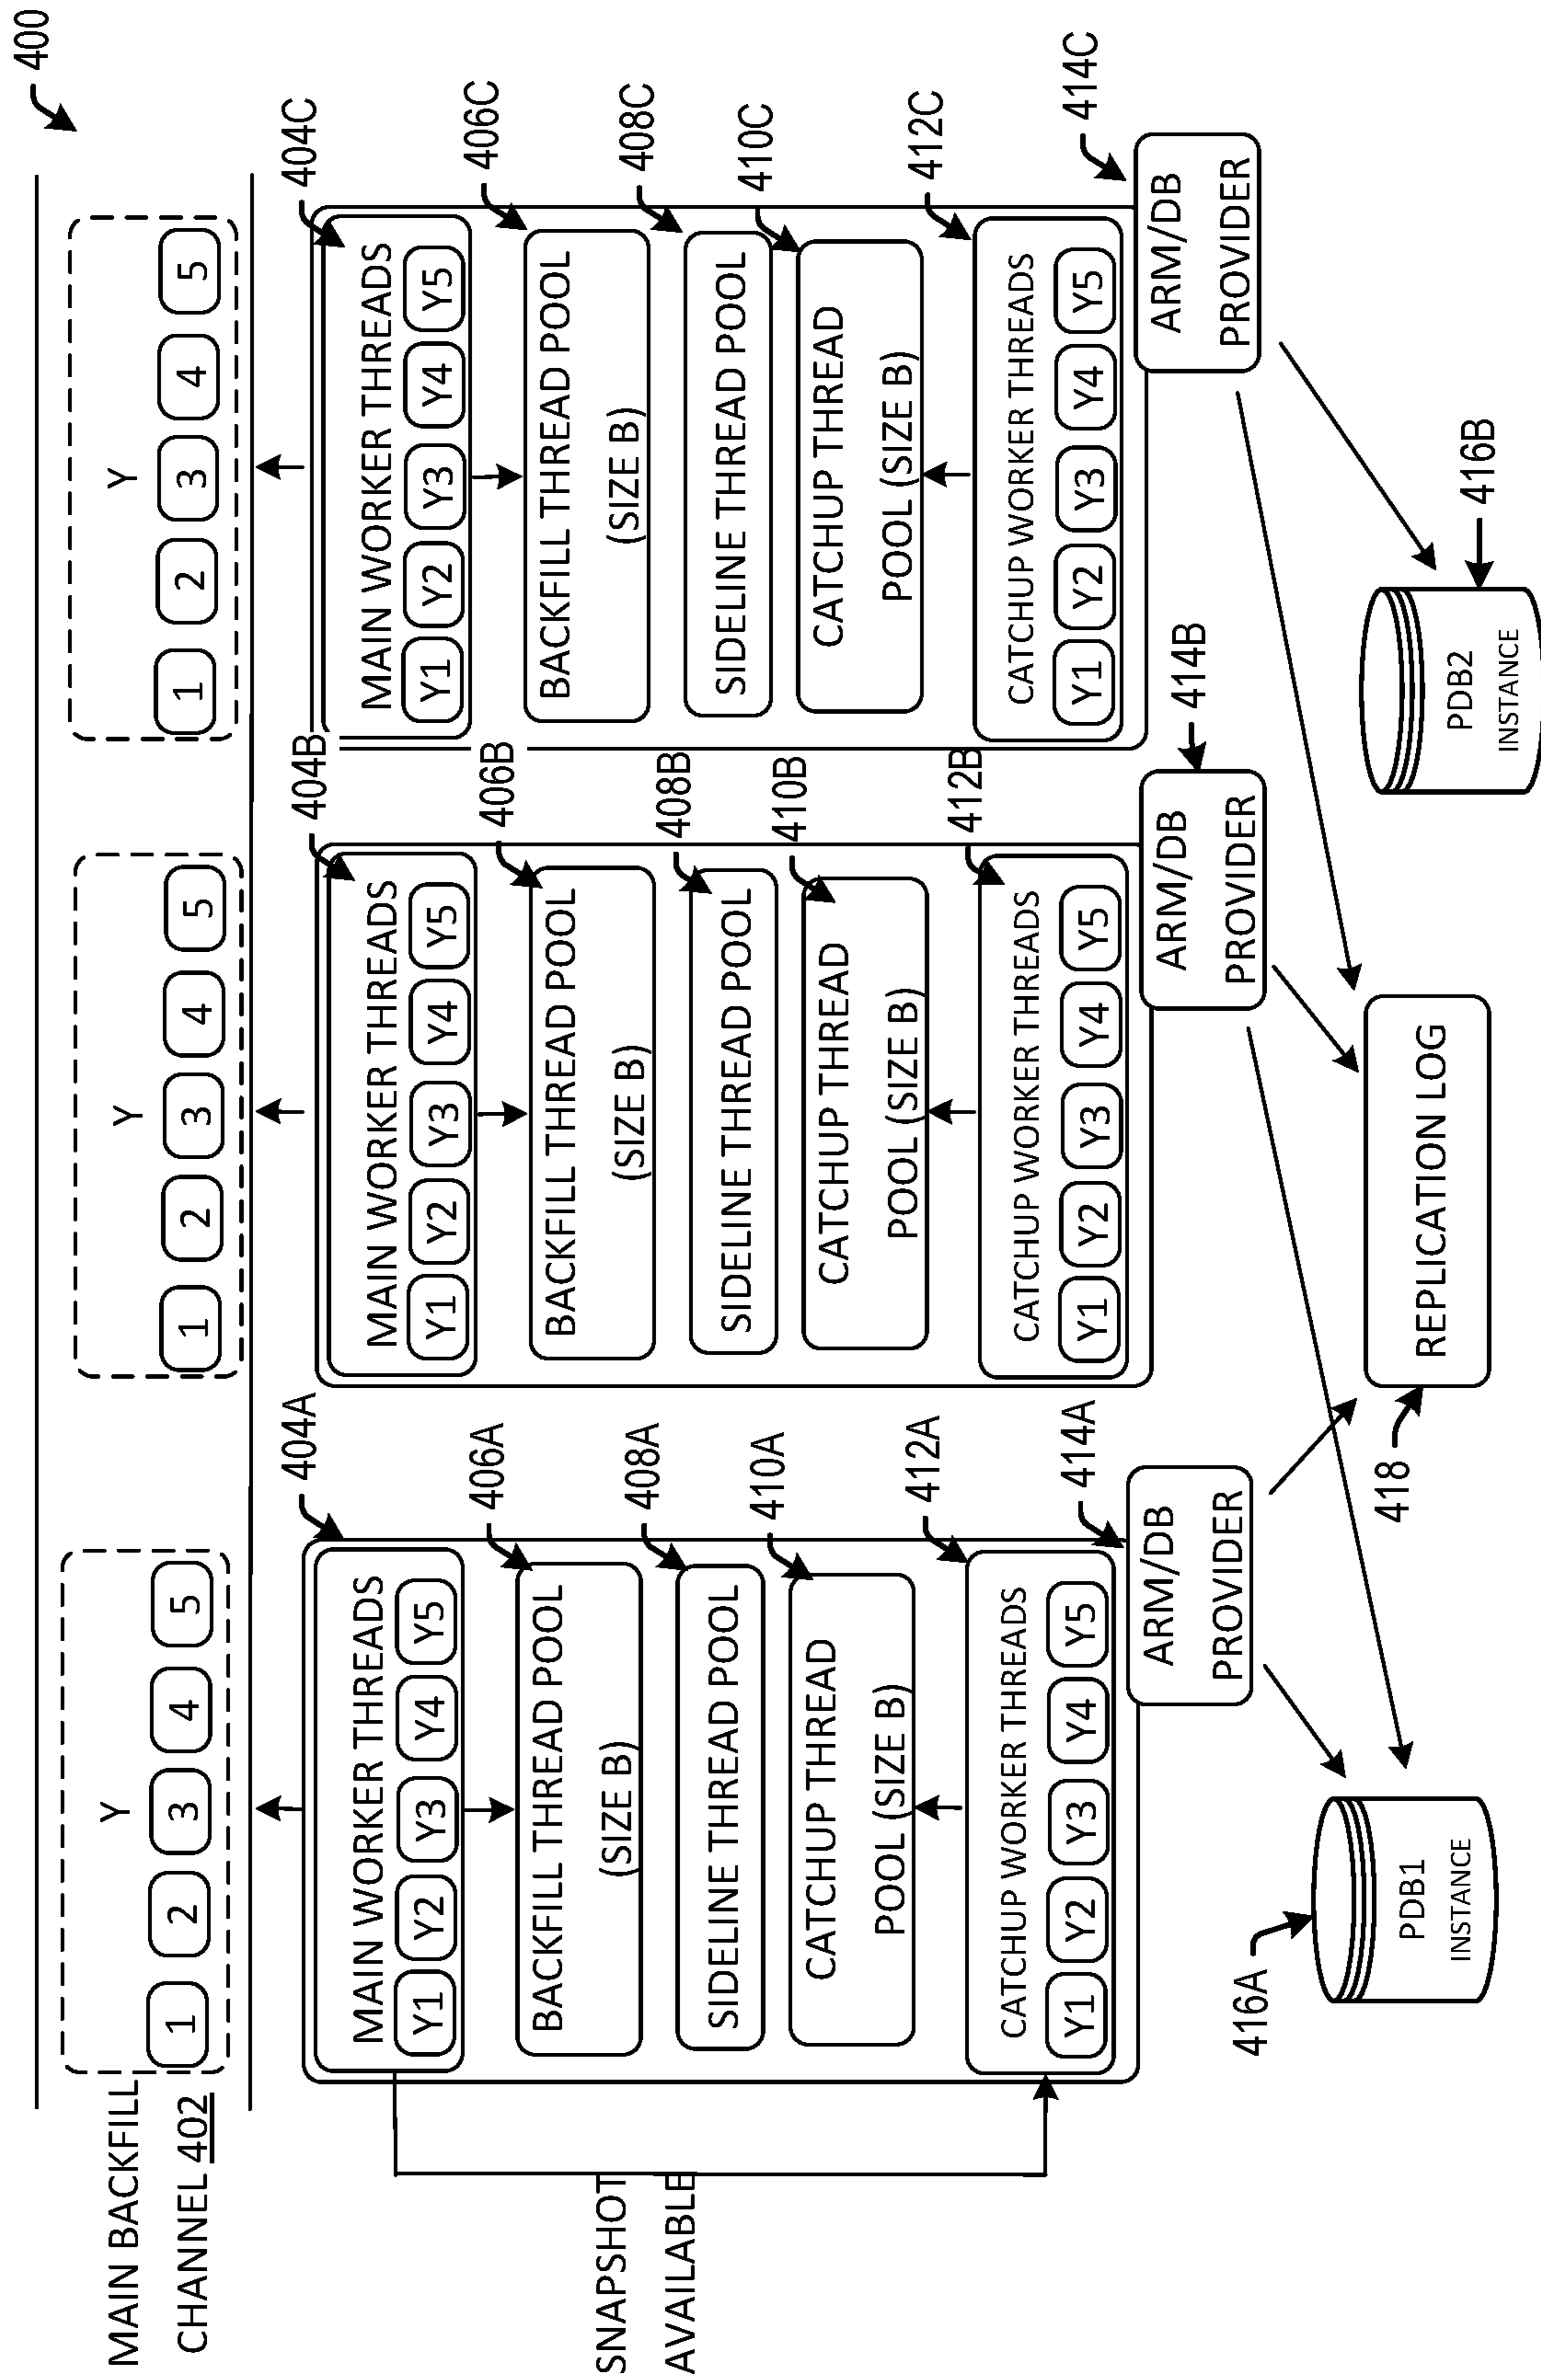 400
MAIN BACKFILL
CHANNEL 402
Y
1 2 3 4 5
Y
1 2 3 4 5
Y
1 2 3 4 5
404A
MAIN WORKER THREADS
Y1 Y2 Y3 Y4 Y5
406A
BACKFILL THREAD POOL
(SIZE B)
408A
SIDELINE THREAD POOL
410A
CATCHUP THREAD
POOL (SIZE B)
412A
CATCHUP WORKER THREADS
Y1 Y2 Y3 Y4 Y5
414A
ARM/DB
PROVIDER
SNAPSHOT
AVAILABLE
404B
MAIN WORKER THREADS
Y1 Y2 Y3 Y4 Y5
406B
BACKFILL THREAD POOL
(SIZE B)
408B
SIDELINE THREAD POOL
410B
CATCHUP THREAD
POOL (SIZE B)
412B
CATCHUP WORKER THREADS
Y1 Y2 Y3 Y4 Y5
414B
ARM/DB
PROVIDER
404C
MAIN WORKER THREADS
Y1 Y2 Y3 Y4 Y5
406C
BACKFILL THREAD POOL
(SIZE B)
408C
SIDELINE THREAD POOL
410C
CATCHUP THREAD
POOL (SIZE B)
412C
CATCHUP WORKER THREADS
Y1 Y2 Y3 Y4 Y5
414C
ARM/DB
PROVIDER
416A
PDB1
INSTANCE
418
REPLICATION LOG
416B
PDB2
INSTANCE